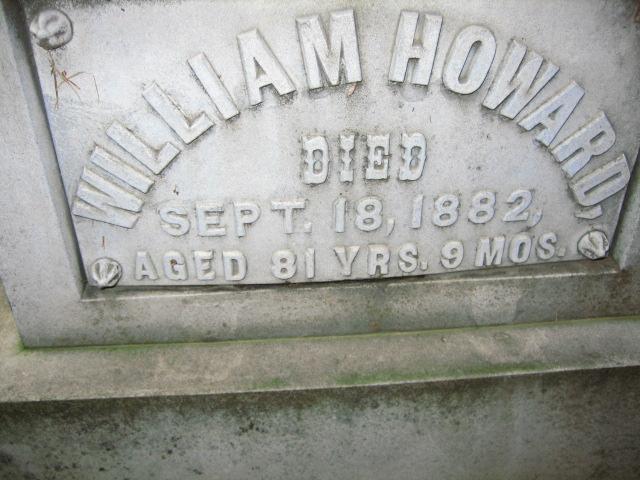 WILLIAM HOWARD,
DIED
SEPT. 18, 1882,
AGED 81 YRS. 9 MOS.